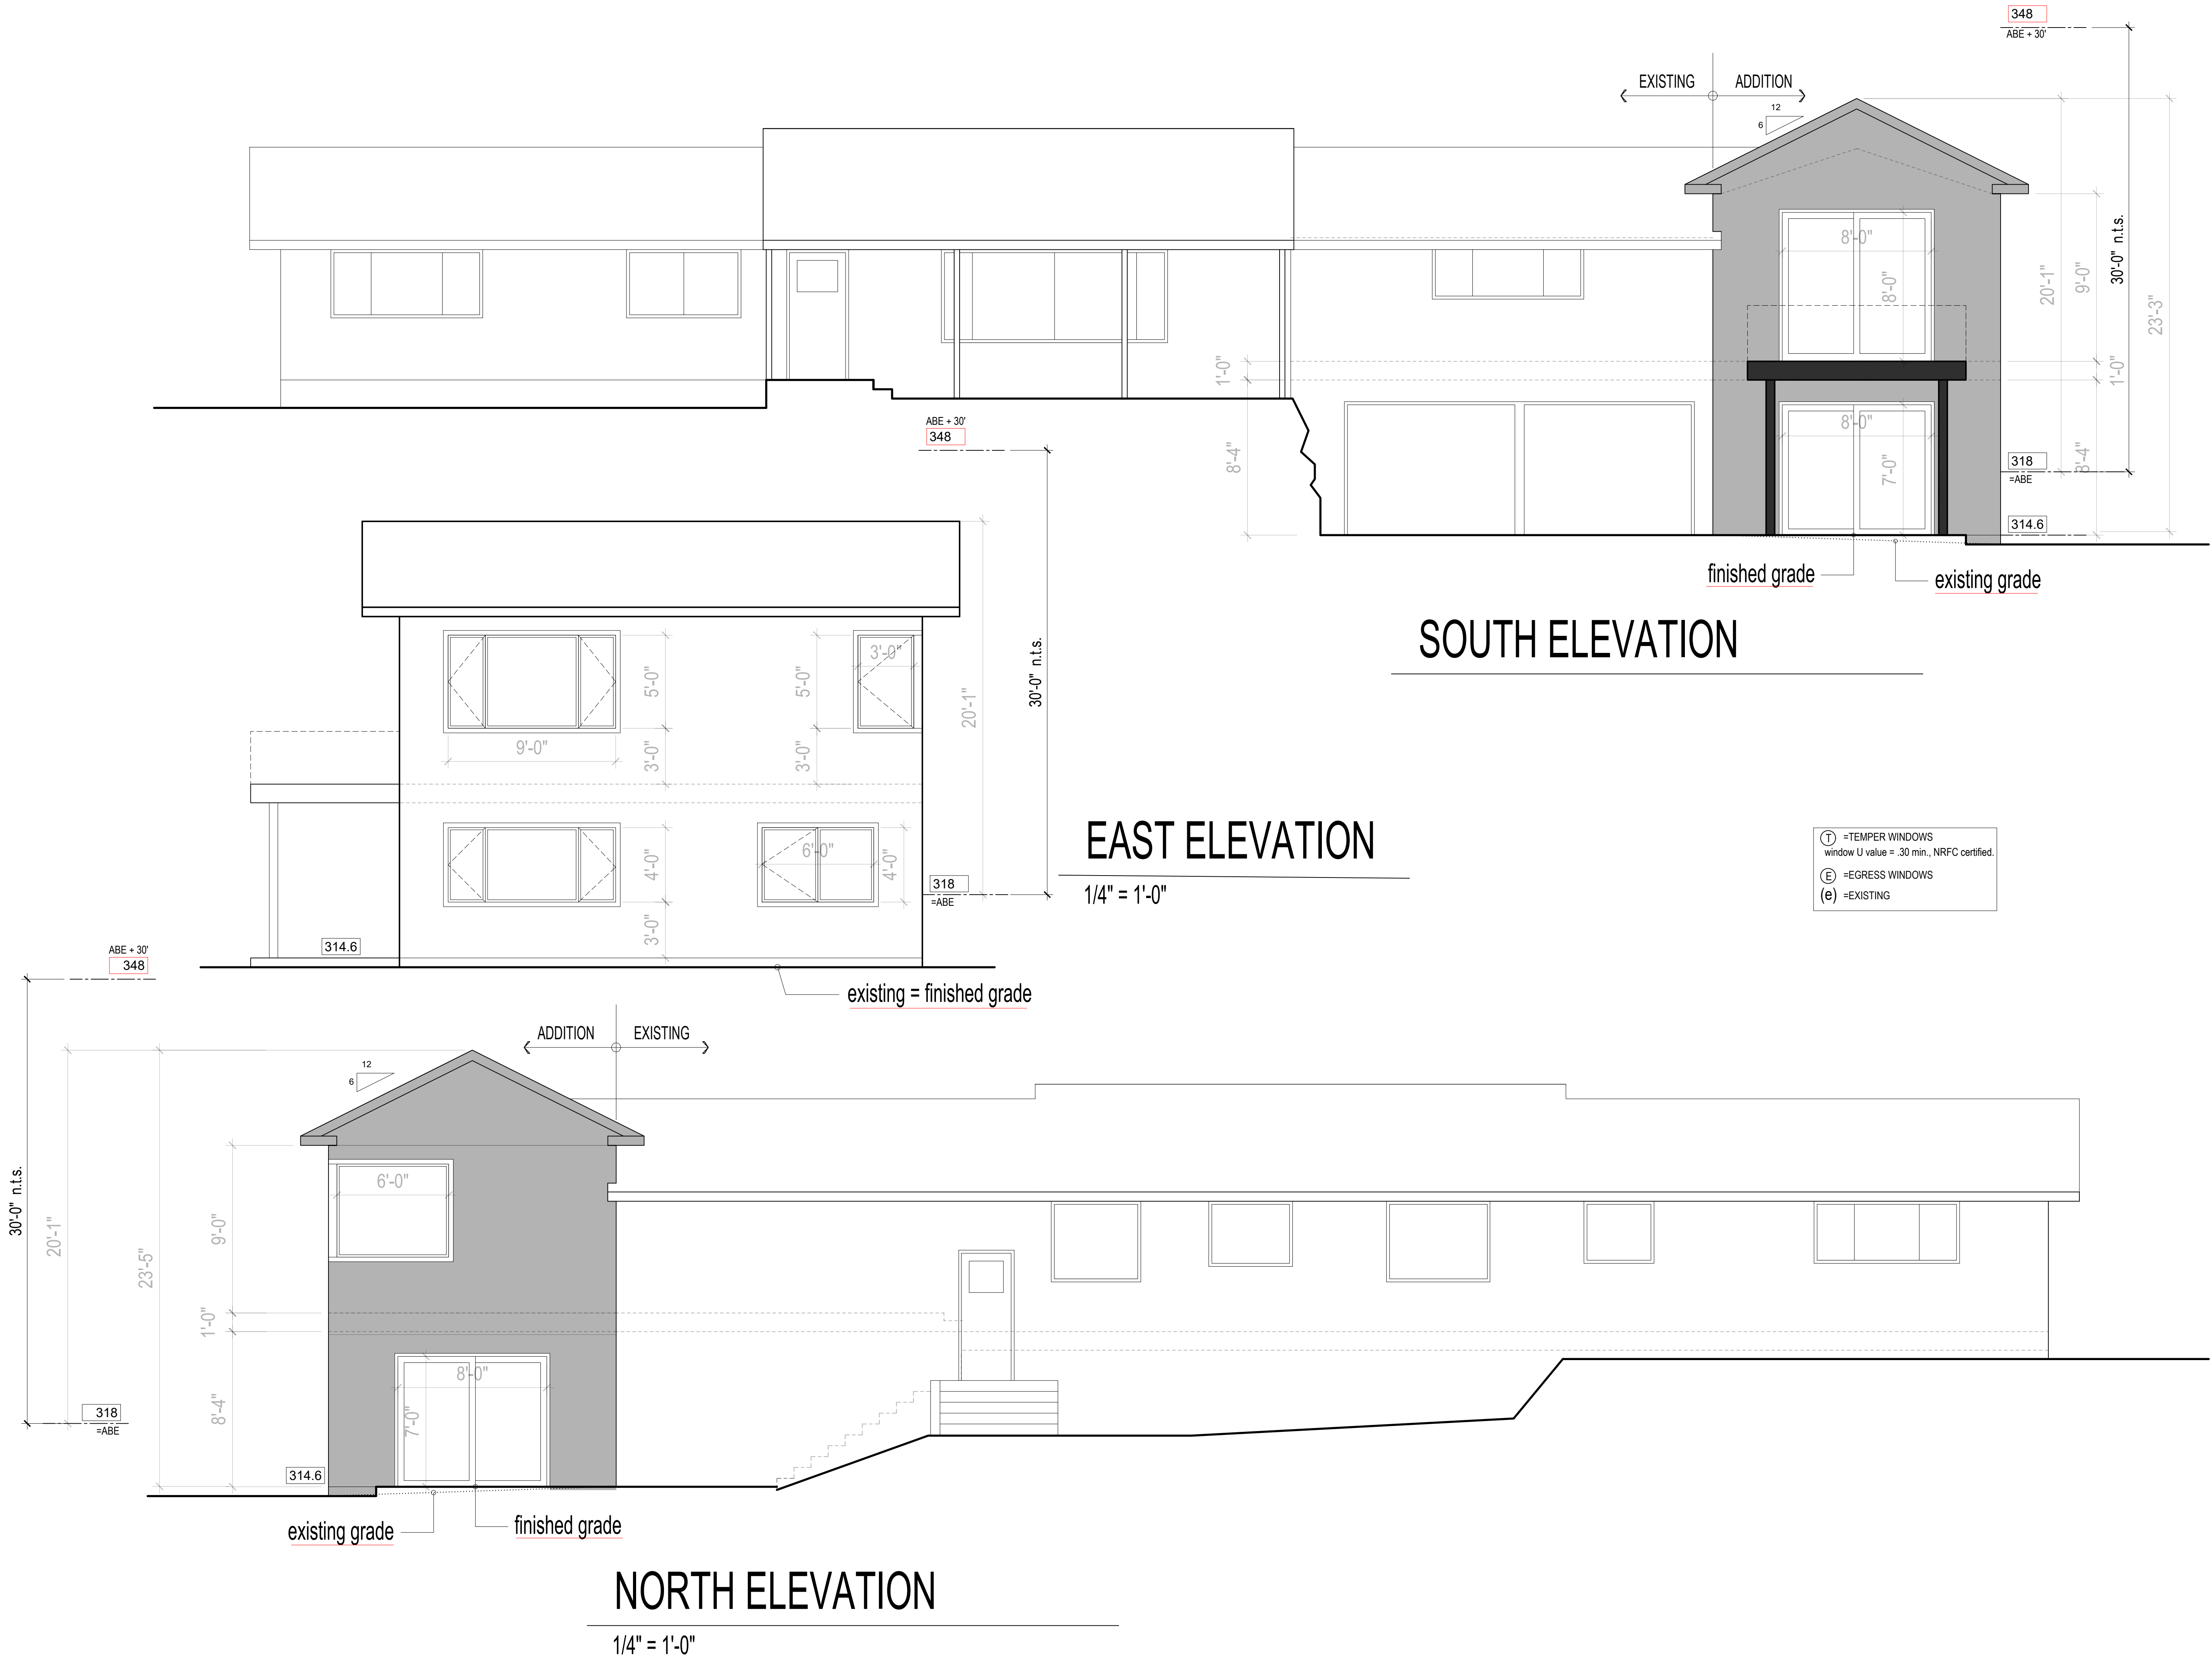 348
ABE + 30'
EXISTING
ADDITION
12
6
8'-0"
8'-0"
20'-1"
9'-0"
30'-0" n.t.s.
23'-3"
1'-0"
1'-0"
8'-4"
8'-0"
7'-0"
318
=ABE
8'-4"
314.6
finished grade
existing grade
SOUTH ELEVATION
ABE + 30'
348
3'-0"
5'-0"
5'-0"
9'-0"
3'-0"
3'-0"
20'-1"
30'-0" n.t.s.
6'-0"
4'-0"
4'-0"
3'-0"
318
=ABE
314.6
existing = finished grade
EAST ELEVATION
1/4" = 1'-0"
T =TEMPER WINDOWS
window U value = .30 min., NRFC certified.
E =EGRESS WINDOWS
(e) =EXISTING
ABE + 30'
348
ADDITION
EXISTING
12
6
6'-0"
30'-0" n.t.s.
20'-1"
23'-5"
9'-0"
1'-0"
8'-4"
8'-0"
7'-0"
318
=ABE
314.6
existing grade
finished grade
NORTH ELEVATION
1/4" = 1'-0"